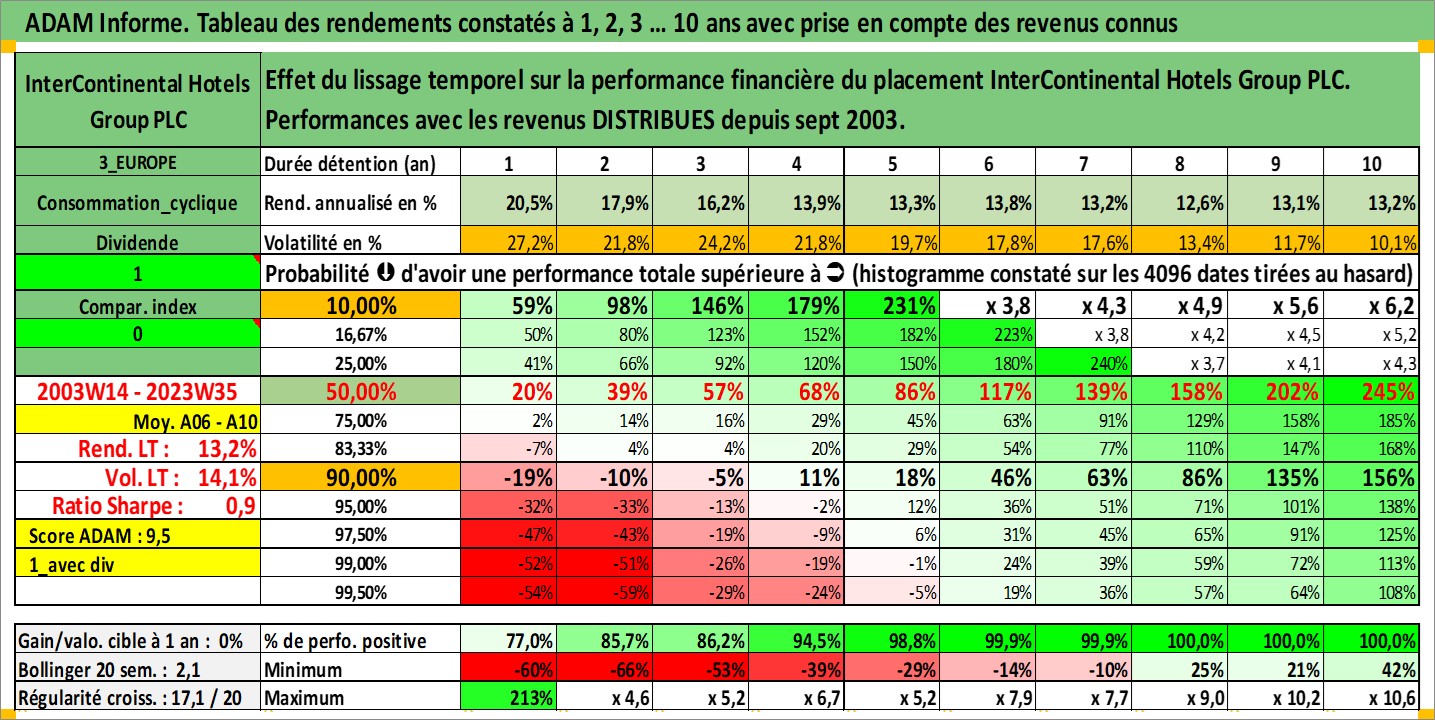 ADAM Informe. Tableau des rendements constatés à 1, 2, 3 ... 10 ans avec prise en compte des revenus connus
InterContinental Hotels Group PLC
Effet du lissage temporel sur la performance financière du placement InterContinental Hotels Group PLC.
Performances avec les revenus DISTRIBUES depuis sept 2003.
3_EUROPE Durée détention (an) 1 2 3 4 5 6 7 8 9 10
Consommation_cyclique Rend. annualisé en % 20,5% 17,9% 16,2% 13,9% 13,3% 13,8% 13,2% 12,6% 13,1% 13,2%
Dividende Volatilité en % 27,2% 21,8% 24,2% 21,8% 19,7% 17,8% 17,6% 13,4% 11,7% 10,1%
1 Probabilité ⬇ d'avoir une performance totale supérieure à ➲ (histogramme constaté sur les 4096 dates tirées au hasard)
Compar. index 10,00% 59% 98% 146% 179% 231% x 3,8 x 4,3 x 4,9 x 5,6 x 6,2
0 16,67% 50% 80% 123% 152% 182% 223% x 3,8 x 4,2 x 4,5 x 5,2
25,00% 41% 66% 92% 120% 150% 180% 240% x 3,7 x 4,1 x 4,3
2003W14 - 2023W35 50,00% 20% 39% 57% 68% 86% 117% 139% 158% 202% 245%
Moy. A06 - A10 75,00% 2% 14% 16% 29% 45% 63% 91% 129% 158% 185%
Rend. LT : 13,2% 83,33% -7% 4% 4% 20% 29% 54% 77% 110% 147% 168%
Vol. LT : 14,1% 90,00% -19% -10% -5% 11% 18% 46% 63% 86% 135% 156%
Ratio Sharpe : 0,9 95,00% -32% -33% -13% -2% 12% 36% 51% 71% 101% 138%
Score ADAM : 9,5 97,50% -47% -43% -19% -9% 6% 31% 45% 65% 91% 125%
1_avec div 99,00% -52% -51% -26% -19% -1% 24% 39% 59% 72% 113%
99,50% -54% -59% -29% -24% -5% 19% 36% 57% 64% 108%
Gain/valo. cible à 1 an : 0% % de perfo. positive 77,0% 85,7% 86,2% 94,5% 98,8% 99,9% 99,9% 100,0% 100,0% 100,0%
Bollinger 20 sem. : 2,1 Minimum -60% -66% -53% -39% -29% -14% -10% 25% 21% 42%
Régularité croiss. : 17,1 / 20 Maximum 213% x 4,6 x 5,2 x 6,7 x 5,2 x 7,9 x 7,7 x 9,0 x 10,2 x 10,6